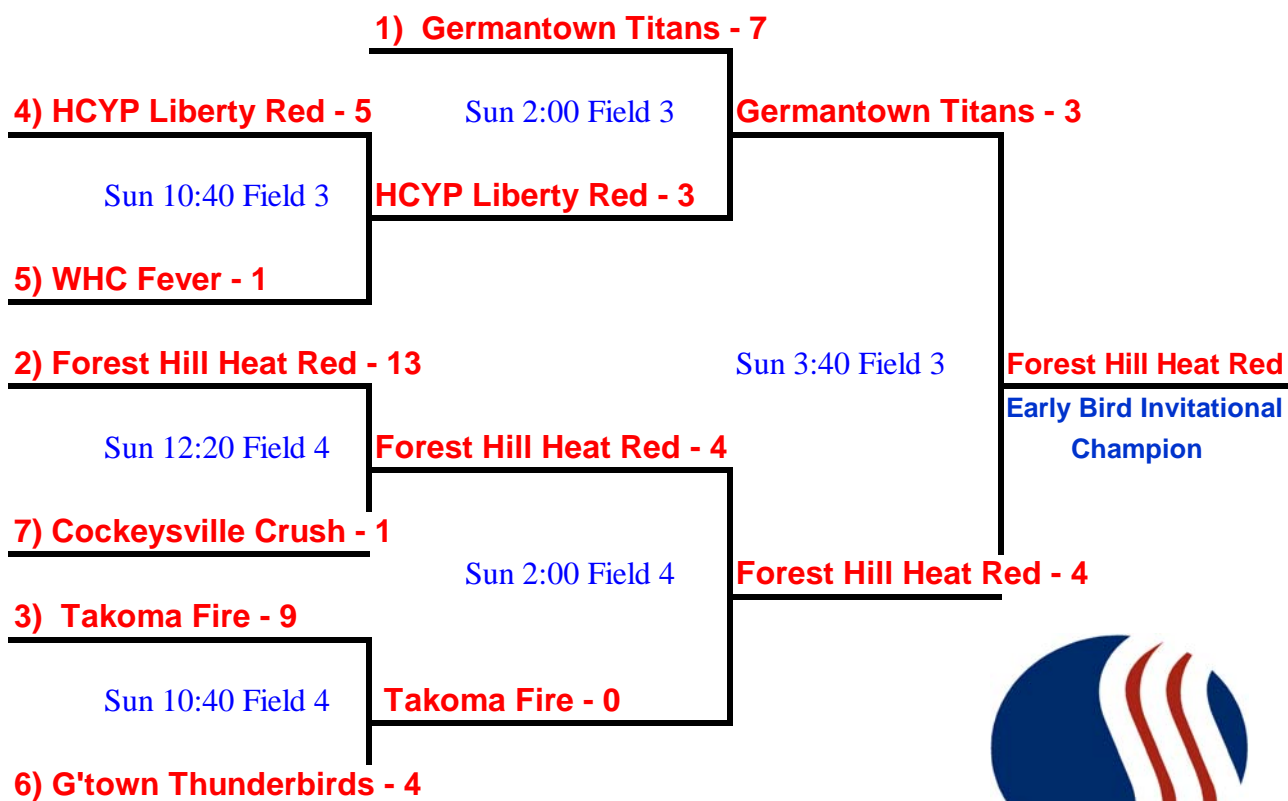 1) Germantown Titans - 7
4) HCYP Liberty Red - 5
Sun 2:00 Field 3
Germantown Titans - 3
Sun 10:40 Field 3
HCYP Liberty Red - 3
5) WHC Fever - 1
2) Forest Hill Heat Red - 13
Sun 3:40 Field 3
Forest Hill Heat Red
Early Bird Invitational
Champion
Sun 12:20 Field 4
Forest Hill Heat Red - 4
7) Cockeysville Crush - 1
Sun 2:00 Field 4
Forest Hill Heat Red - 4
3) Takoma Fire - 9
Sun 10:40 Field 4
Takoma Fire - 0
6) G'town Thunderbirds - 4